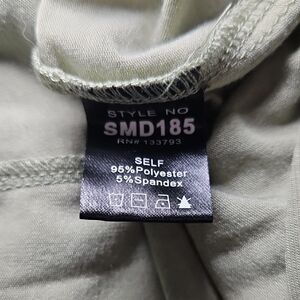 STYLE NO
SMD185
RN# 133793
SELF
95%Polyester
5%Spandex